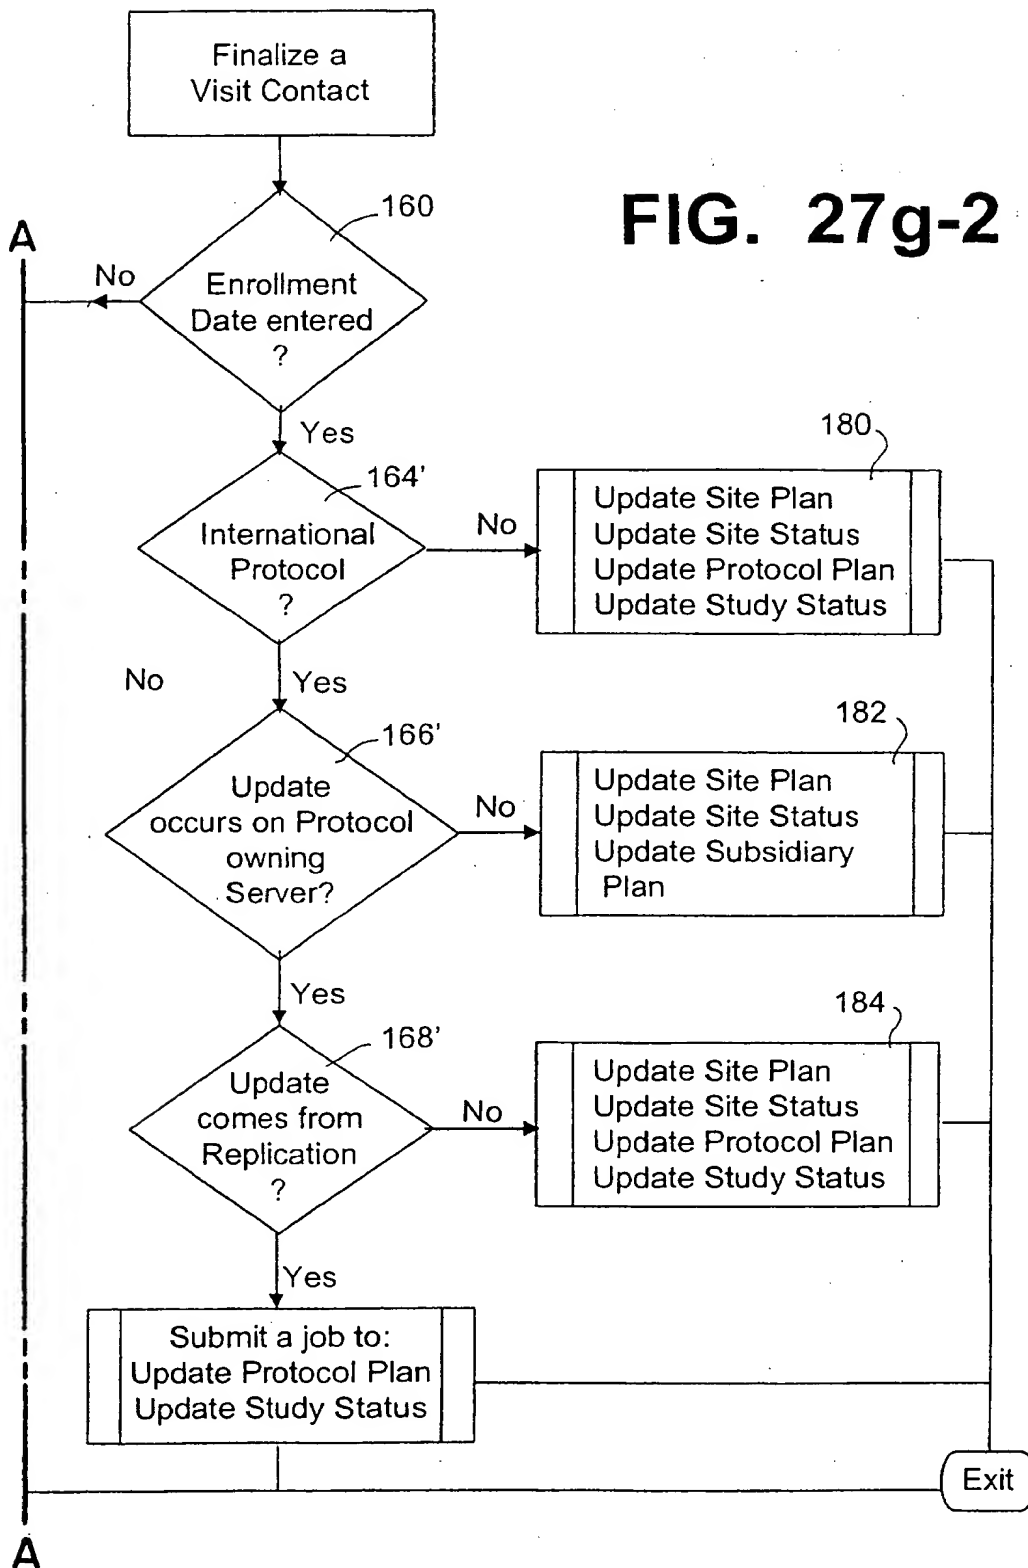 Finalize a
Visit Contact
FIG. 27g-2
160
A
No
Enrollment
Date entered
?
Yes
164’
International
Protocol
?
No
180
Update Site Plan
Update Site Status
Update Protocol Plan
Update Study Status
No
Yes
166’
Update
occurs on Protocol
owning
Server?
No
182
Update Site Plan
Update Site Status
Update Subsidiary
Plan
Yes
168’
Update
comes from
Replication
?
No
184
Update Site Plan
Update Site Status
Update Protocol Plan
Update Study Status
Yes
Submit a job to:
Update Protocol Plan
Update Study Status
Exit
A